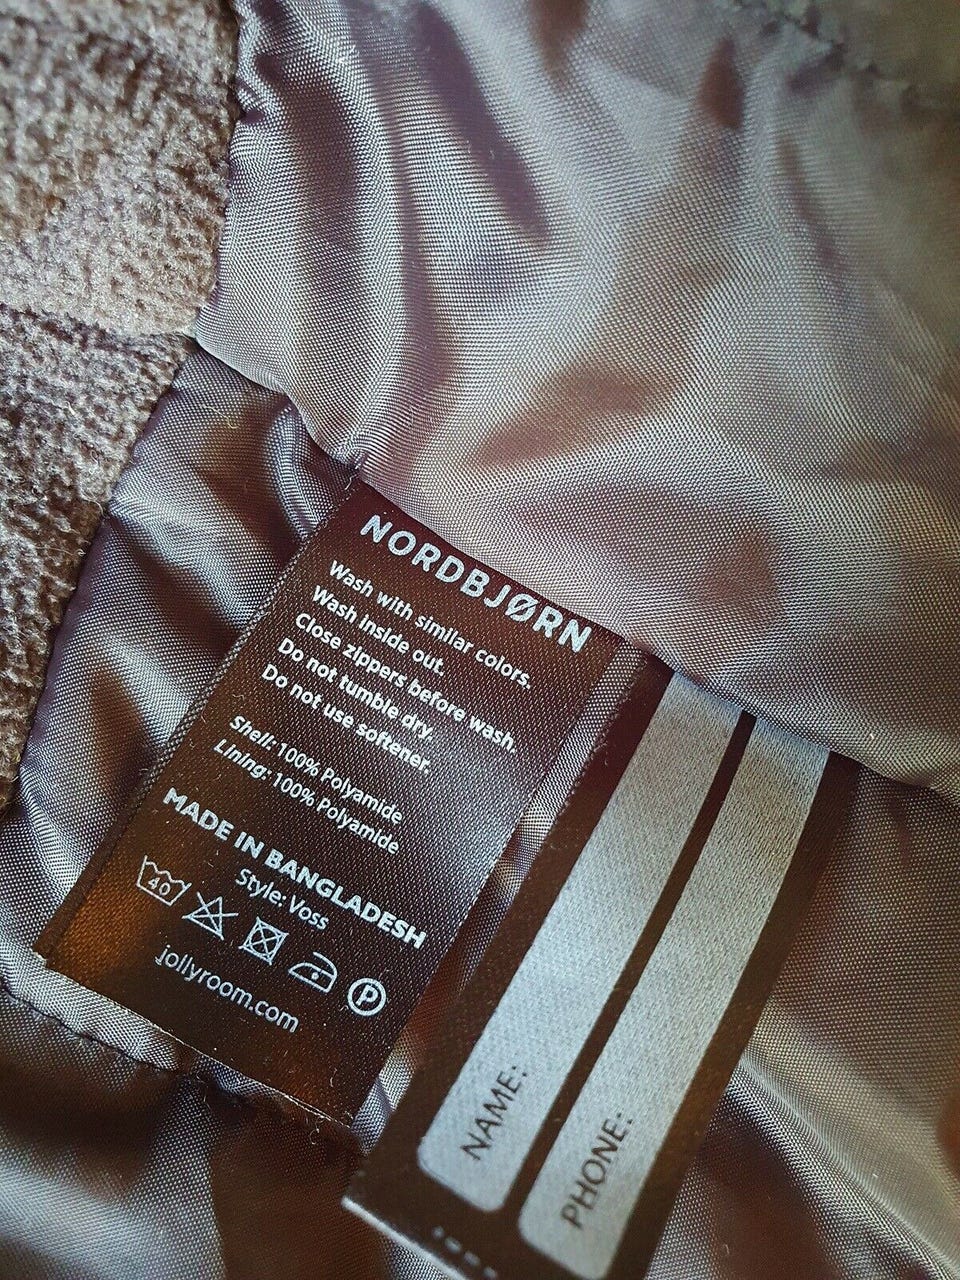 NORDBJØRN
Wash with similar colors.
Wash inside out.
Close zippers before wash.
Do not tumble dry.
Do not use softener.
Shell: 100% Polyamide
Lining: 100% Polyamide
MADE IN BANGLADESH
Style: Voss
40
P
jollyroom.com
NAME:
PHONE: